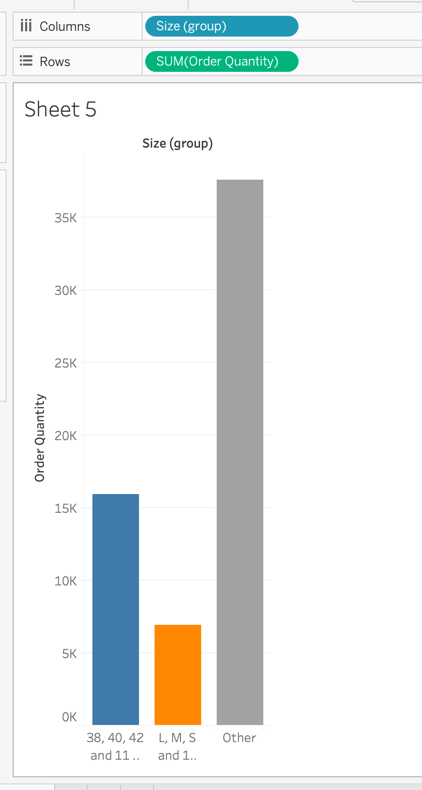 Columns
Size (group)
Rows
SUM(Order Quantity)
Sheet 5
Size (group)
35K
30K
25K
20K
15K
10K
5K
0K
Order Quantity
38, 40, 42
and 11 ..
L, M, S
and 1..
Other